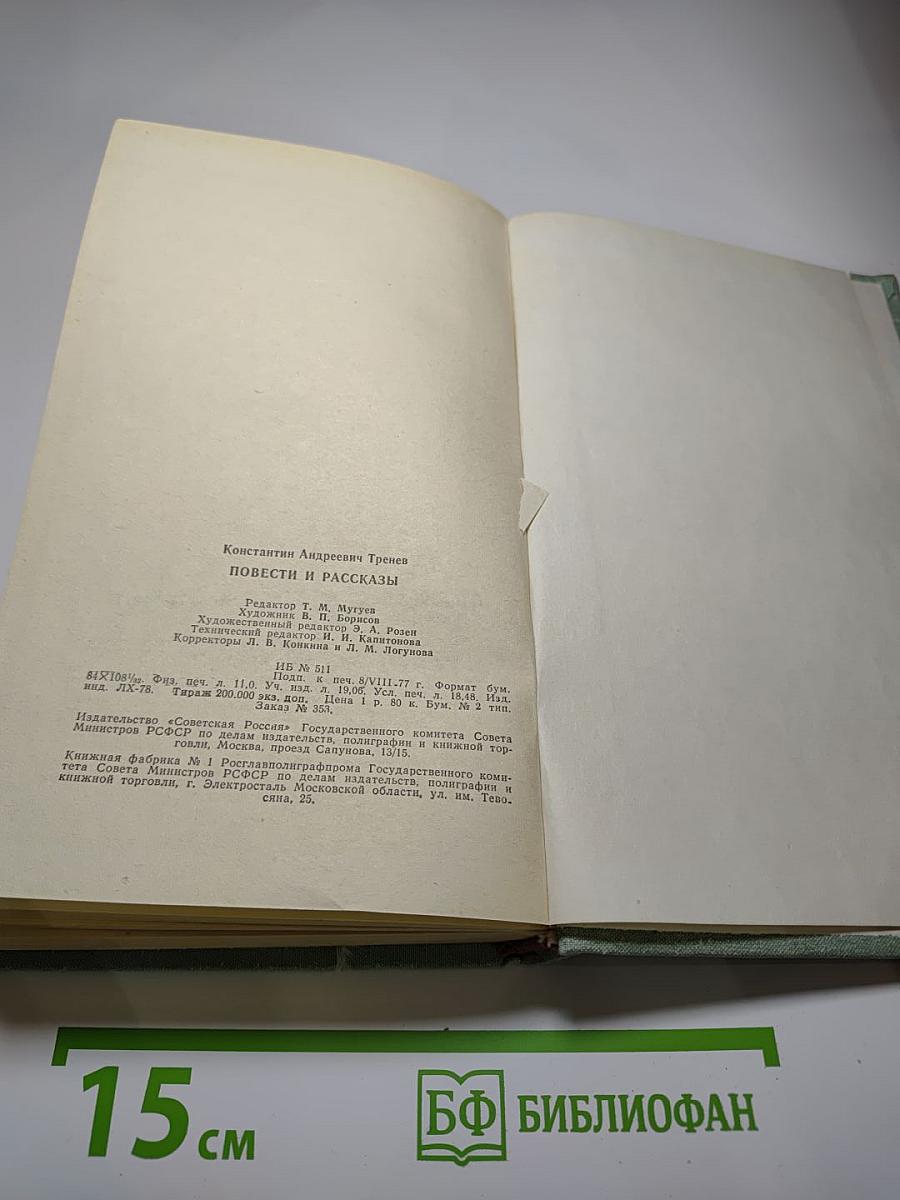 Константин Андреевич Тренев
ПОВЕСТИ И РАССКАЗЫ
Редактор Т. М. Мугуев
Художник В. П. Борисов
Художественный редактор Э. А. Розен
Технический редактор И. И. Капитонова
Корректоры Л. В. Конкина и Л. М. Логунова
ИБ № 511
Подп. к печ. 8/VIII-77 г. Формат бум.
84×108¹/₃₂. Физ. печ. л. 11,0. Уч. изд. л. 19,06. Усл. печ. л. 18,48. Изд.
инд. ЛХ-78. Тираж 200.000 экз. доп. Цена 1 р. 80 к. Бум. № 2 тип.
Заказ № 353.
Издательство «Советская Россия» Государственного комитета Совета
Министров РСФСР по делам издательств, полиграфии и книжной тор-
говли, Москва, проезд Сапунова, 13/15.
Книжная фабрика № 1 Росглавполиграфпрома Государственного коми-
тета Совета Министров РСФСР по делам издательств, полиграфии и
книжной торговли, г. Электросталь Московской области, ул. им. Тево-
сяна, 25.
15 см
БФ БИБЛИОФАН